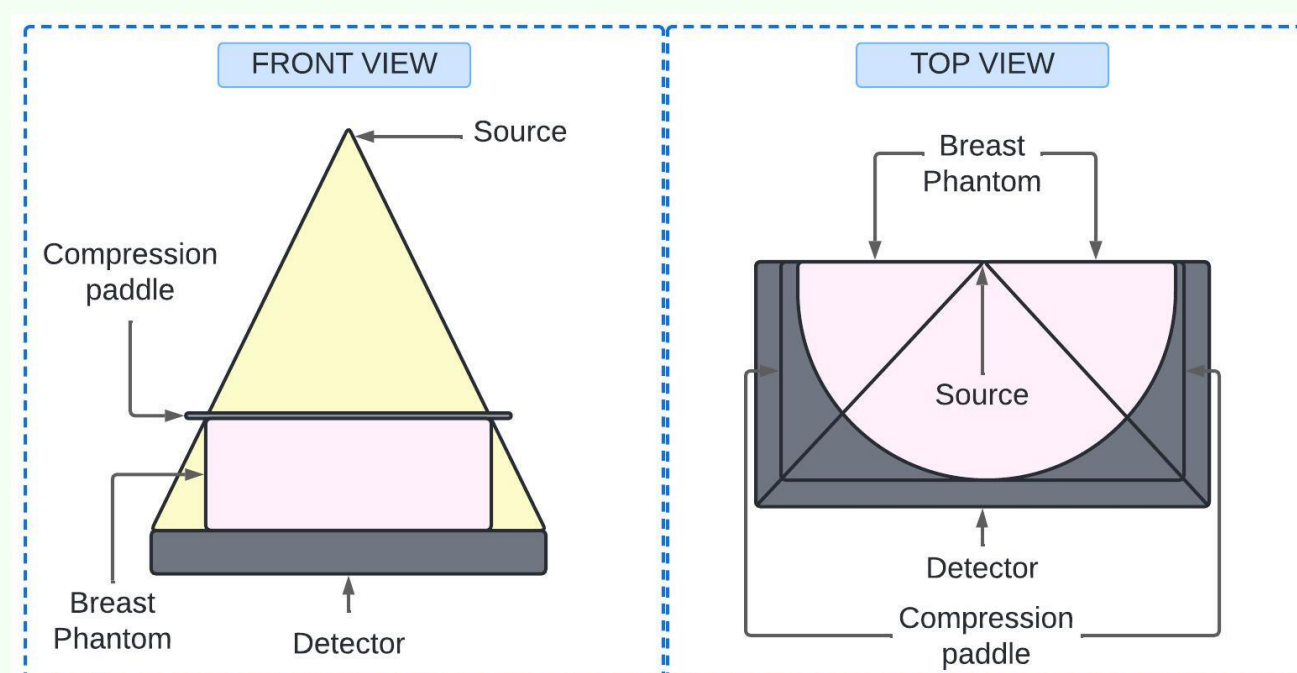 FRONT VIEW
Source
Compression
paddle
Breast
Phantom
Detector
TOP VIEW
Breast
Phantom
Source
Detector
Compression
paddle